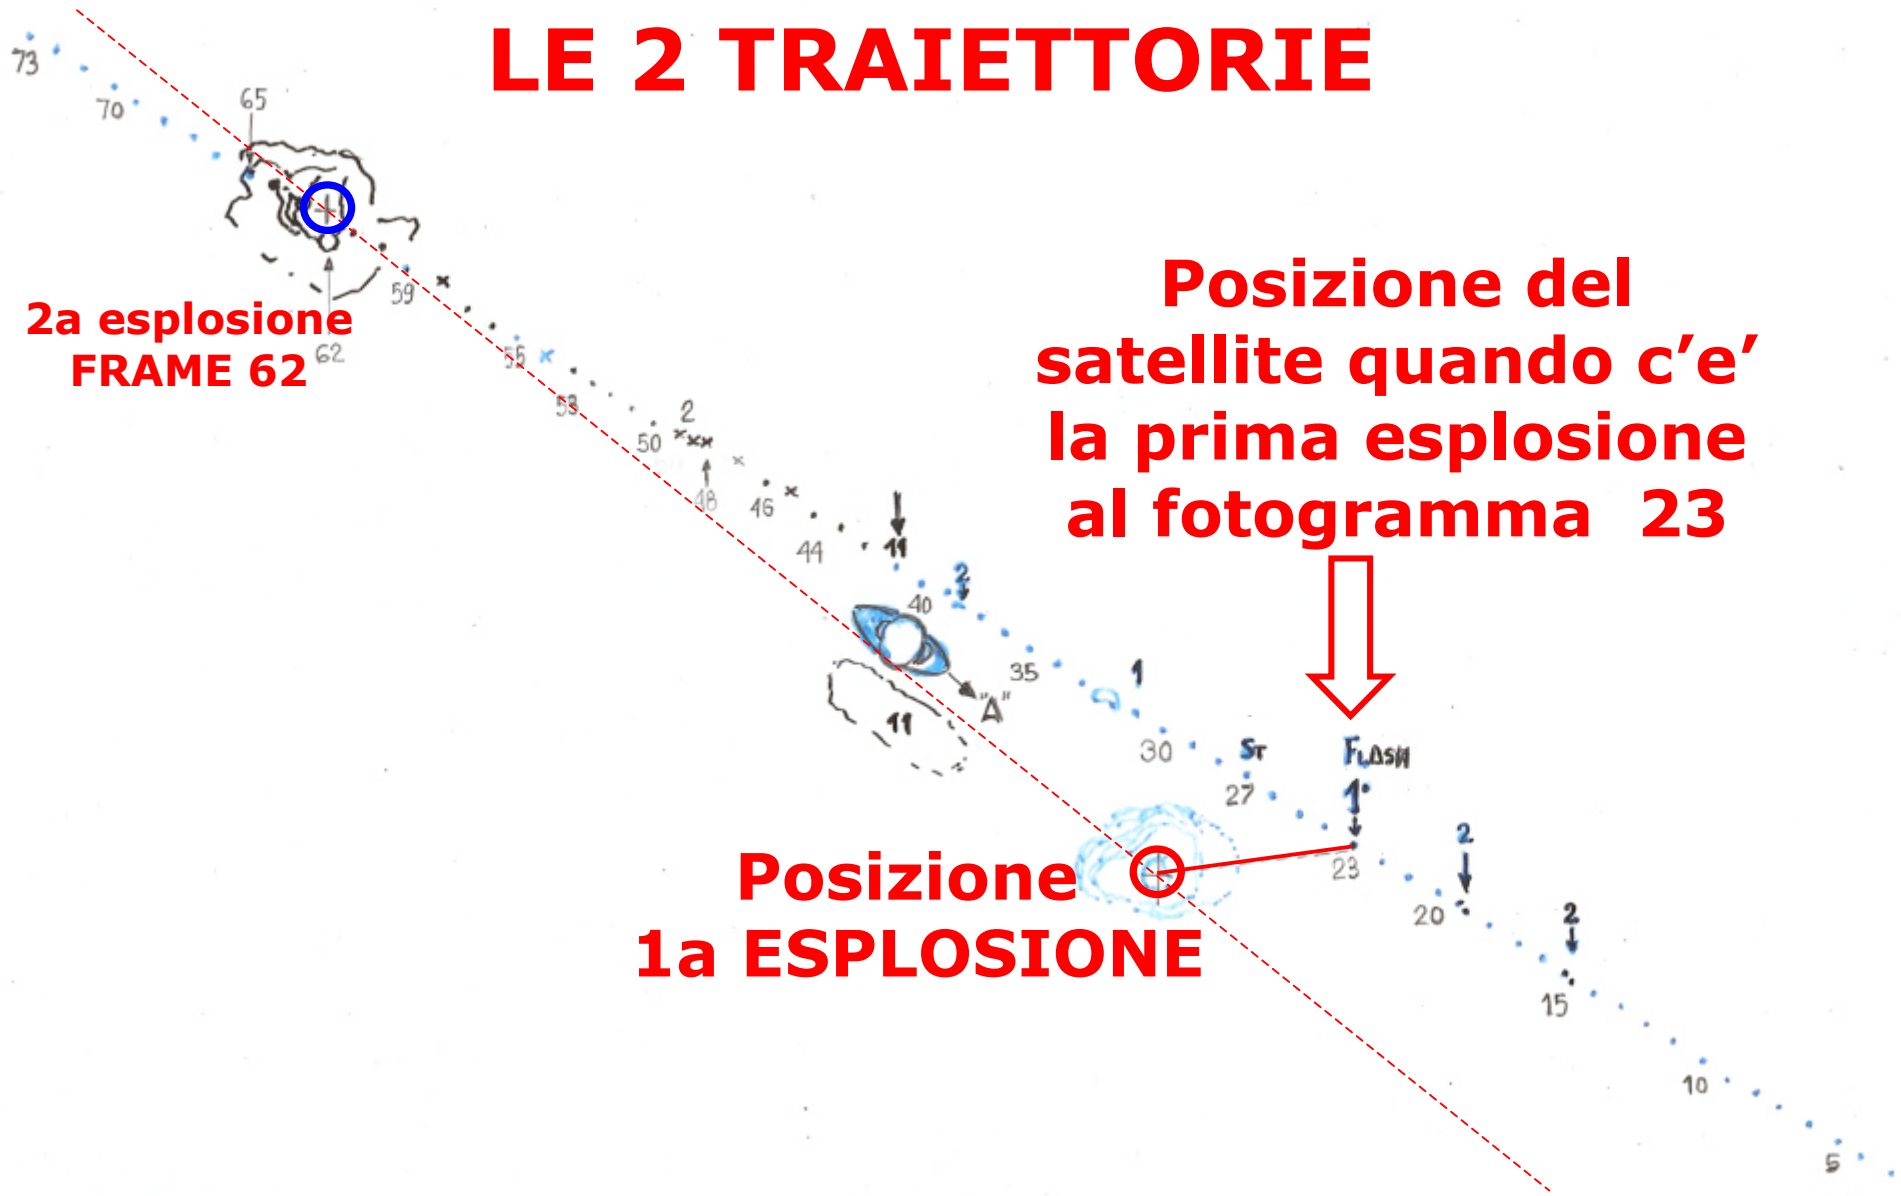 LE 2 TRAIETTORIE
73
70
65
2a esplosione
FRAME 62
62
59
55
53
50
2
48
46
44
11
Posizione del
satellite quando c'e'
la prima esplosione
al fotogramma 23
2
40
35
"A"
11
1
30
ST
27
FLASH
1°
23
2
20
2
15
10
5
Posizione
1a ESPLOSIONE